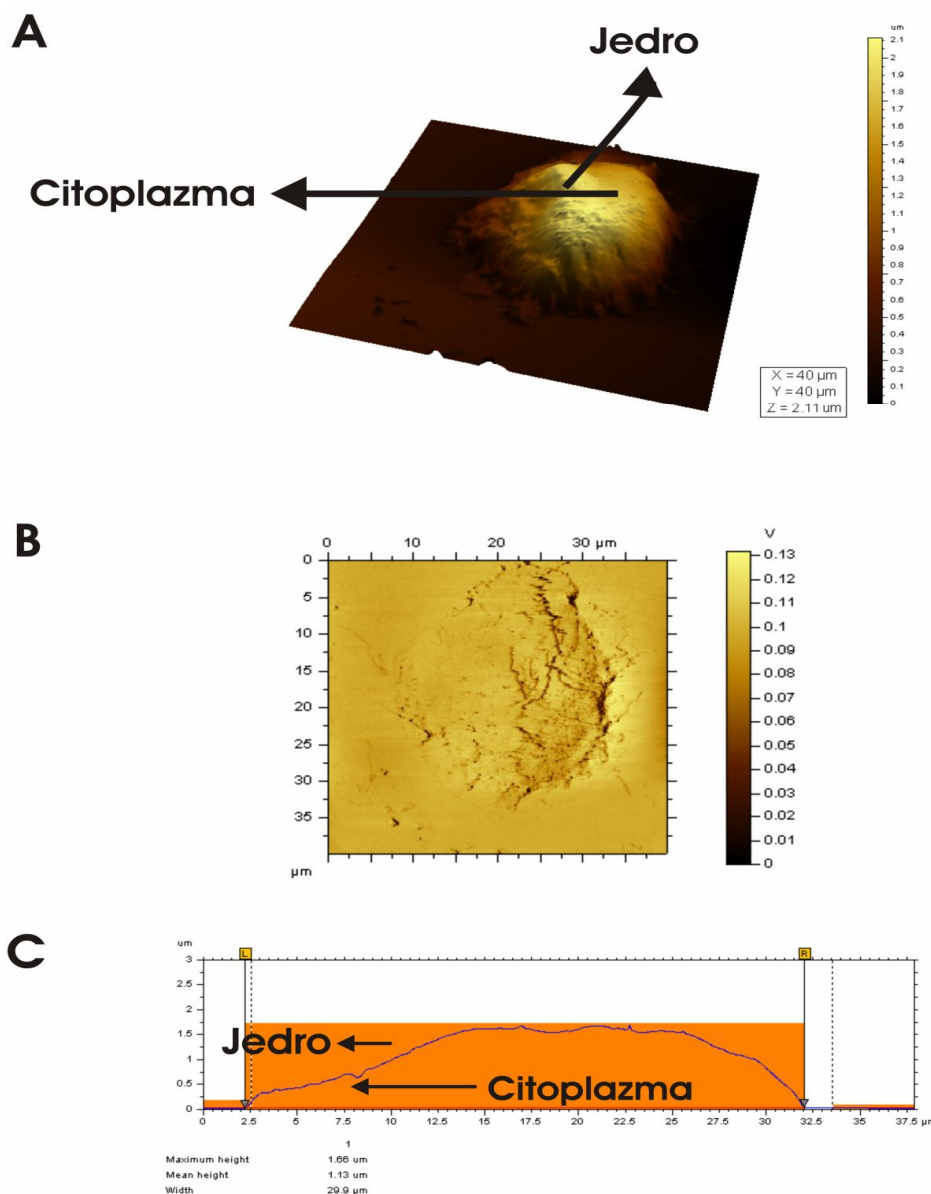 A
Jedro
Citoplazma
um
2.1
2
1.9
1.8
1.7
1.6
1.5
1.4
1.3
1.2
1.1
1
0.9
0.8
0.7
0.6
0.5
0.4
0.3
0.2
0.1
0
X = 40 µm
Y = 40 µm
Z = 2.11 um
B
0 10 20 30 µm
0
5
10
15
20
25
30
35
µm
V
0.13
0.12
0.11
0.1
0.09
0.08
0.07
0.06
0.05
0.04
0.03
0.02
0.01
0
C
um
L R
3
2.5
2
1.5
1
0.5
0
Jedro
Citoplazma
0 2.5 5 7.5 10 12.5 15 17.5 20 22.5 25 27.5 30 32.5 35 37.5 µm
1
Maximum height 1.66 um
Mean height 1.13 um
Width 29.9 µm